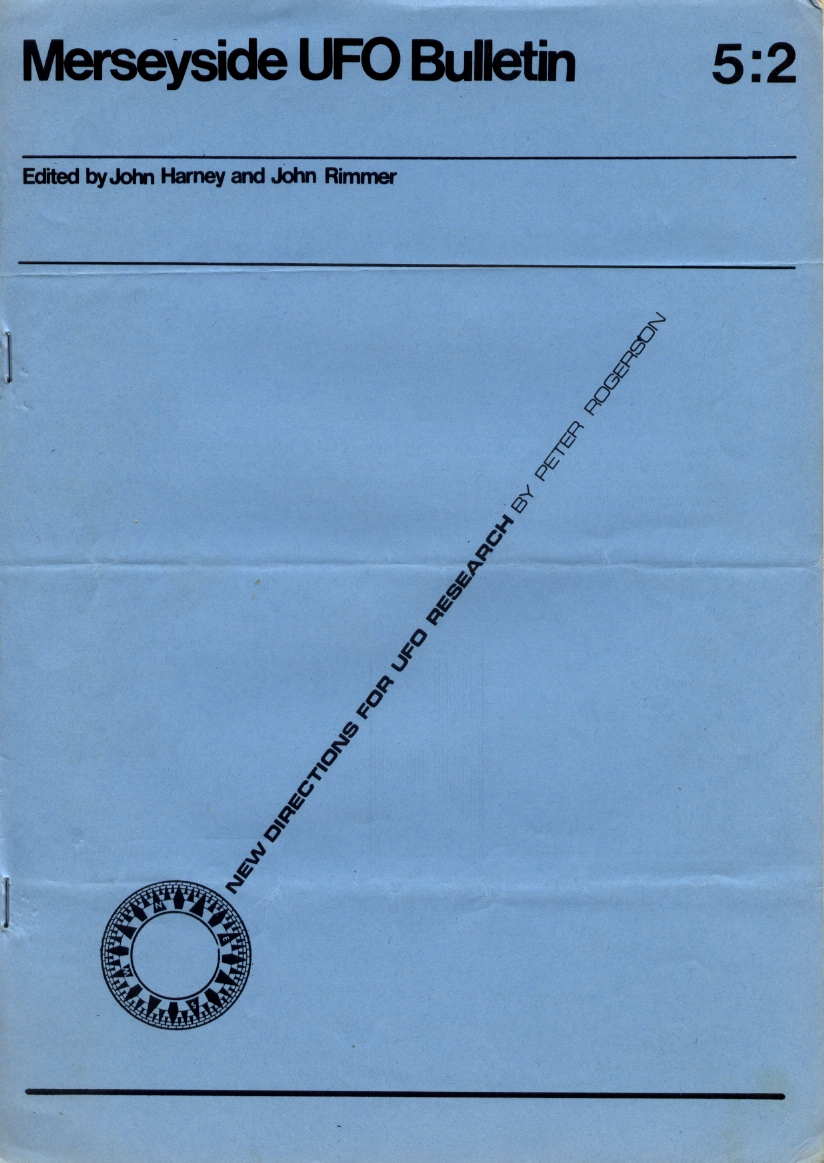 Merseyside UFO Bulletin 5:2
Edited by John Harney and John Rimmer
NEW DIRECTIONS FOR UFO RESEARCH BY PETER ROGERSON
N
E
S
W